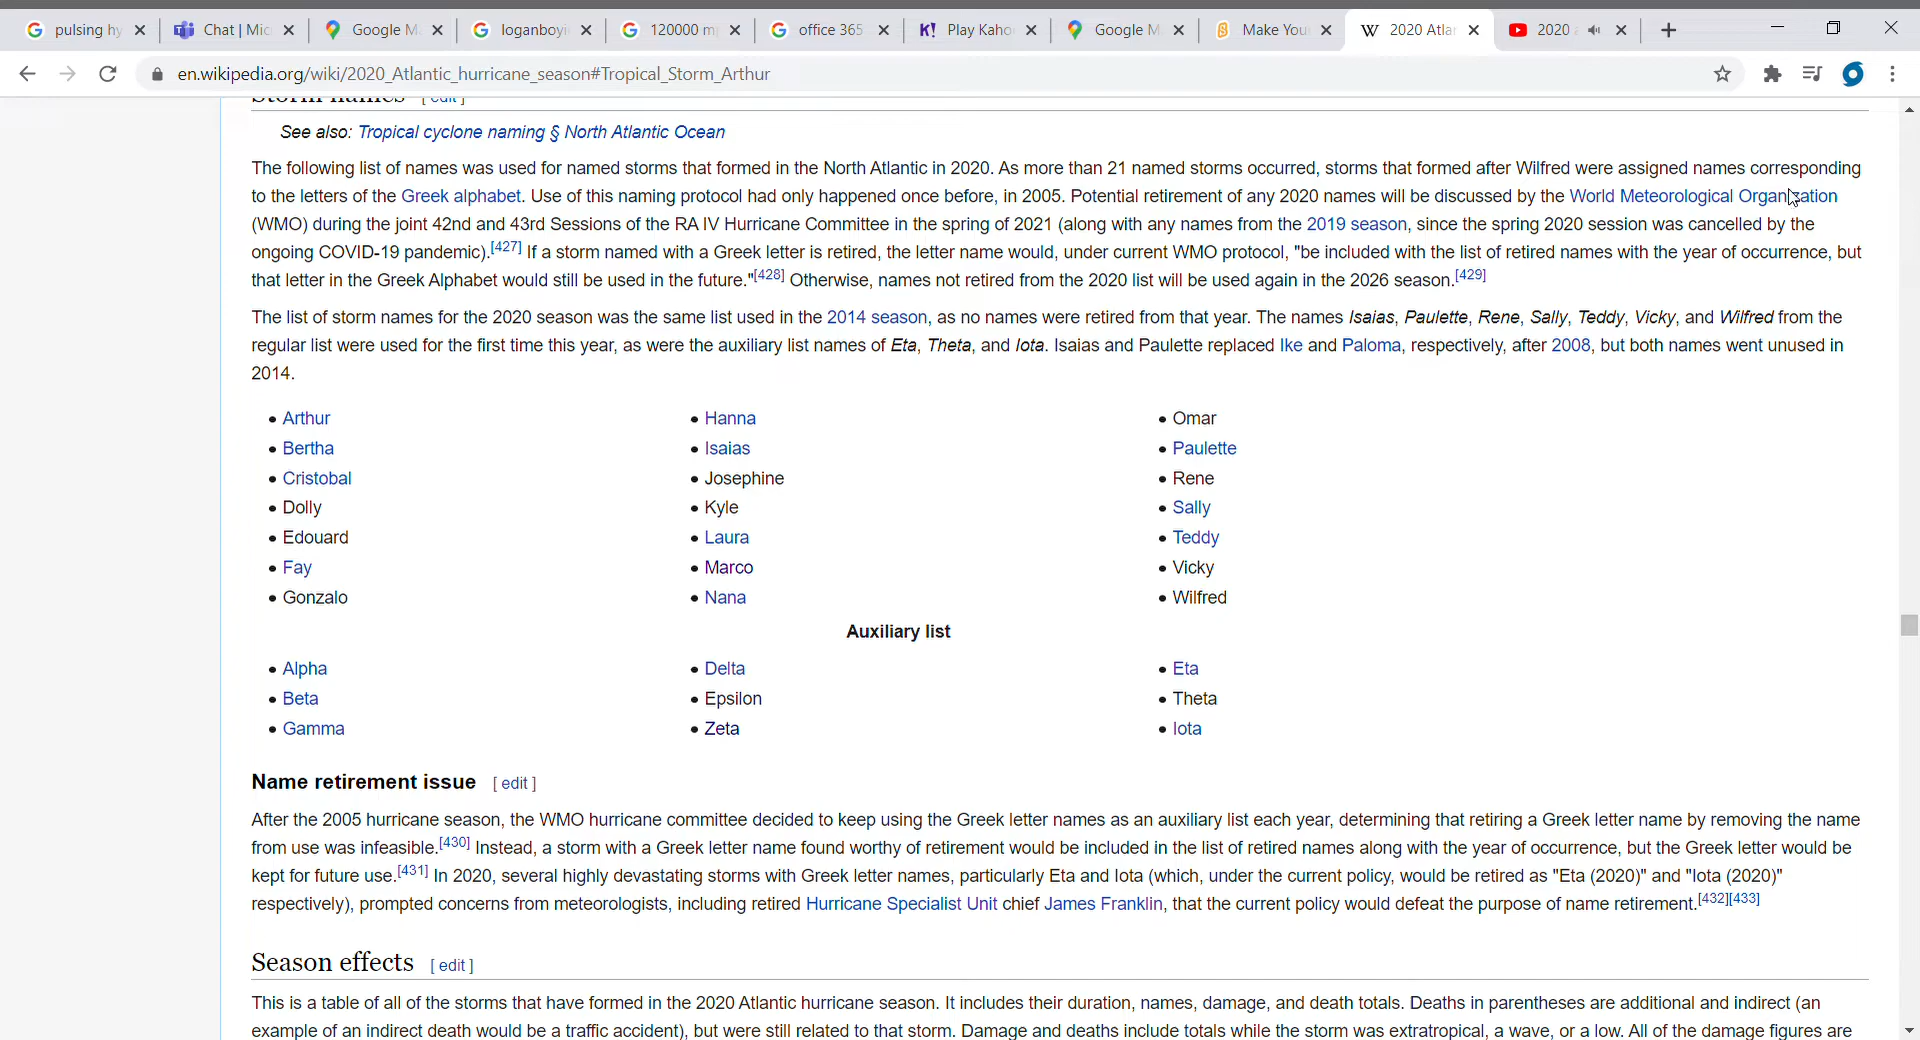 pulsing hy
Chat | Mic
Google M
loganboyi
120000 m
office 365
Play Kaho
Google M
Make You
2020 Atla
2020
en.wikipedia.org/wiki/2020_Atlantic_hurricane_season#Tropical_Storm_Arthur
Storm names [ edit ]
See also: Tropical cyclone naming § North Atlantic Ocean
The following list of names was used for named storms that formed in the North Atlantic in 2020. As more than 21 named storms occurred, storms that formed after Wilfred were assigned names corresponding
to the letters of the Greek alphabet. Use of this naming protocol had only happened once before, in 2005. Potential retirement of any 2020 names will be discussed by the World Meteorological Organization
(WMO) during the joint 42nd and 43rd Sessions of the RA IV Hurricane Committee in the spring of 2021 (along with any names from the 2019 season, since the spring 2020 session was cancelled by the
ongoing COVID-19 pandemic).[427] If a storm named with a Greek letter is retired, the letter name would, under current WMO protocol, "be included with the list of retired names with the year of occurrence, but
that letter in the Greek Alphabet would still be used in the future."[428] Otherwise, names not retired from the 2020 list will be used again in the 2026 season.[429]
The list of storm names for the 2020 season was the same list used in the 2014 season, as no names were retired from that year. The names Isaias, Paulette, Rene, Sally, Teddy, Vicky, and Wilfred from the
regular list were used for the first time this year, as were the auxiliary list names of Eta, Theta, and Iota. Isaias and Paulette replaced Ike and Paloma, respectively, after 2008, but both names went unused in
2014.
• Arthur
• Bertha
• Cristobal
• Dolly
• Edouard
• Fay
• Gonzalo
• Hanna
• Isaias
• Josephine
• Kyle
• Laura
• Marco
• Nana
• Omar
• Paulette
• Rene
• Sally
• Teddy
• Vicky
• Wilfred
Auxiliary list
• Alpha
• Beta
• Gamma
• Delta
• Epsilon
• Zeta
• Eta
• Theta
• Iota
Name retirement issue [ edit ]
After the 2005 hurricane season, the WMO hurricane committee decided to keep using the Greek letter names as an auxiliary list each year, determining that retiring a Greek letter name by removing the name
from use was infeasible.[430] Instead, a storm with a Greek letter name found worthy of retirement would be included in the list of retired names along with the year of occurrence, but the Greek letter would be
kept for future use.[431] In 2020, several highly devastating storms with Greek letter names, particularly Eta and Iota (which, under the current policy, would be retired as "Eta (2020)" and "Iota (2020)"
respectively), prompted concerns from meteorologists, including retired Hurricane Specialist Unit chief James Franklin, that the current policy would defeat the purpose of name retirement.[432][433]
Season effects [ edit ]
This is a table of all of the storms that have formed in the 2020 Atlantic hurricane season. It includes their duration, names, damage, and death totals. Deaths in parentheses are additional and indirect (an
example of an indirect death would be a traffic accident), but were still related to that storm. Damage and deaths include totals while the storm was extratropical, a wave, or a low. All of the damage figures are